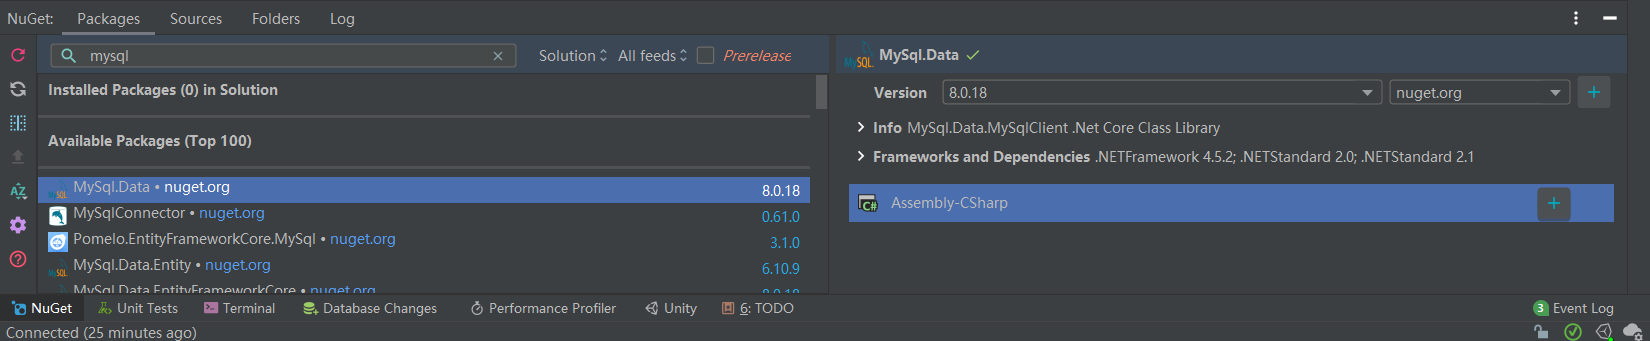 NuGet: Packages Sources Folders Log
mysql
Solution All feeds Prerelease
Installed Packages (0) in Solution
Available Packages (Top 100)
MySql.Data • nuget.org 8.0.18
MySqlConnector • nuget.org 0.61.0
Pomelo.EntityFrameworkCore.MySql • nuget.org 3.1.0
MySql.Data.Entity • nuget.org 6.10.9
MySql.Data.EntityFrameworkCore • nuget.org 8.0.18
MySql.Data
Version 8.0.18 nuget.org
Info MySql.Data.MySqlClient .Net Core Class Library
Frameworks and Dependencies .NETFramework 4.5.2; .NETStandard 2.0; .NETStandard 2.1
C# Assembly-CSharp
NuGet Unit Tests Terminal Database Changes Performance Profiler Unity 6: TODO 3 Event Log
Connected (25 minutes ago)